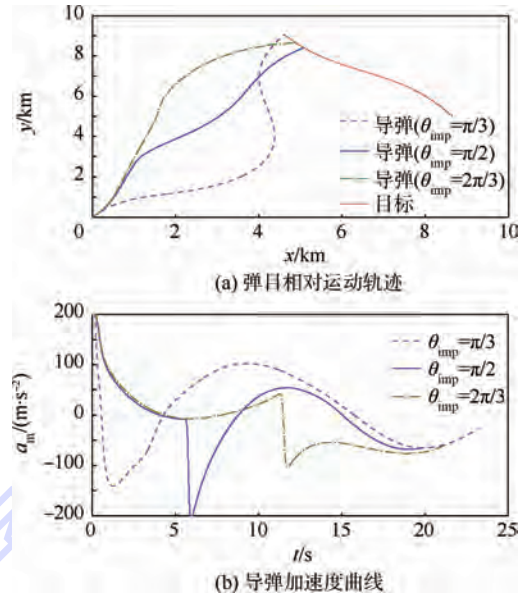 10
8
6
4
2
y/km
导弹(θimp=π/3)
导弹(θimp=π/2)
导弹(θimp=2π/3)
目标
0 2 4 6 8 10
x/km
(a) 弹目相对运动轨迹
200
100
0
-100
-200
am/(m·s⁻²)
θimp=π/3
θimp=π/2
θimp=2π/3
0 5 10 15 20 25
t/s
(b) 导弹加速度曲线